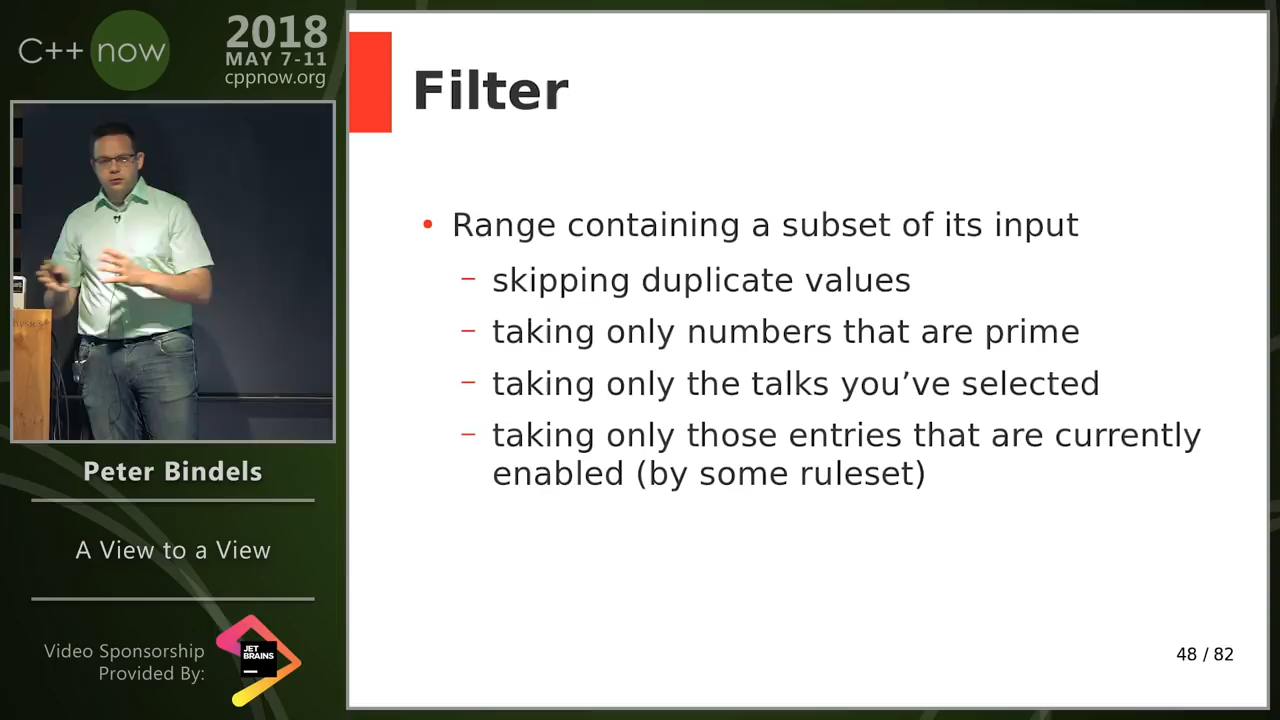 C++ now
2018
MAY 7-11
cppnow.org
Filter
• Range containing a subset of its input
– skipping duplicate values
– taking only numbers that are prime
– taking only the talks you’ve selected
– taking only those entries that are currently
enabled (by some ruleset)
Peter Bindels
A View to a View
Video Sponsorship
Provided By:
JET
BRAINS
48 / 82